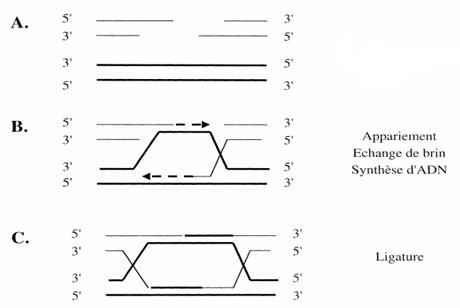 A. 5' 3'
3' 5'
3' 5'
5' 3'
B. 5' 3'
3' 5'
3' 5'
5' 3'
Appariement
Echange de brin
Synthèse d'ADN
C. 5' 3'
3' 5'
3' 5'
5' 3'
Ligature